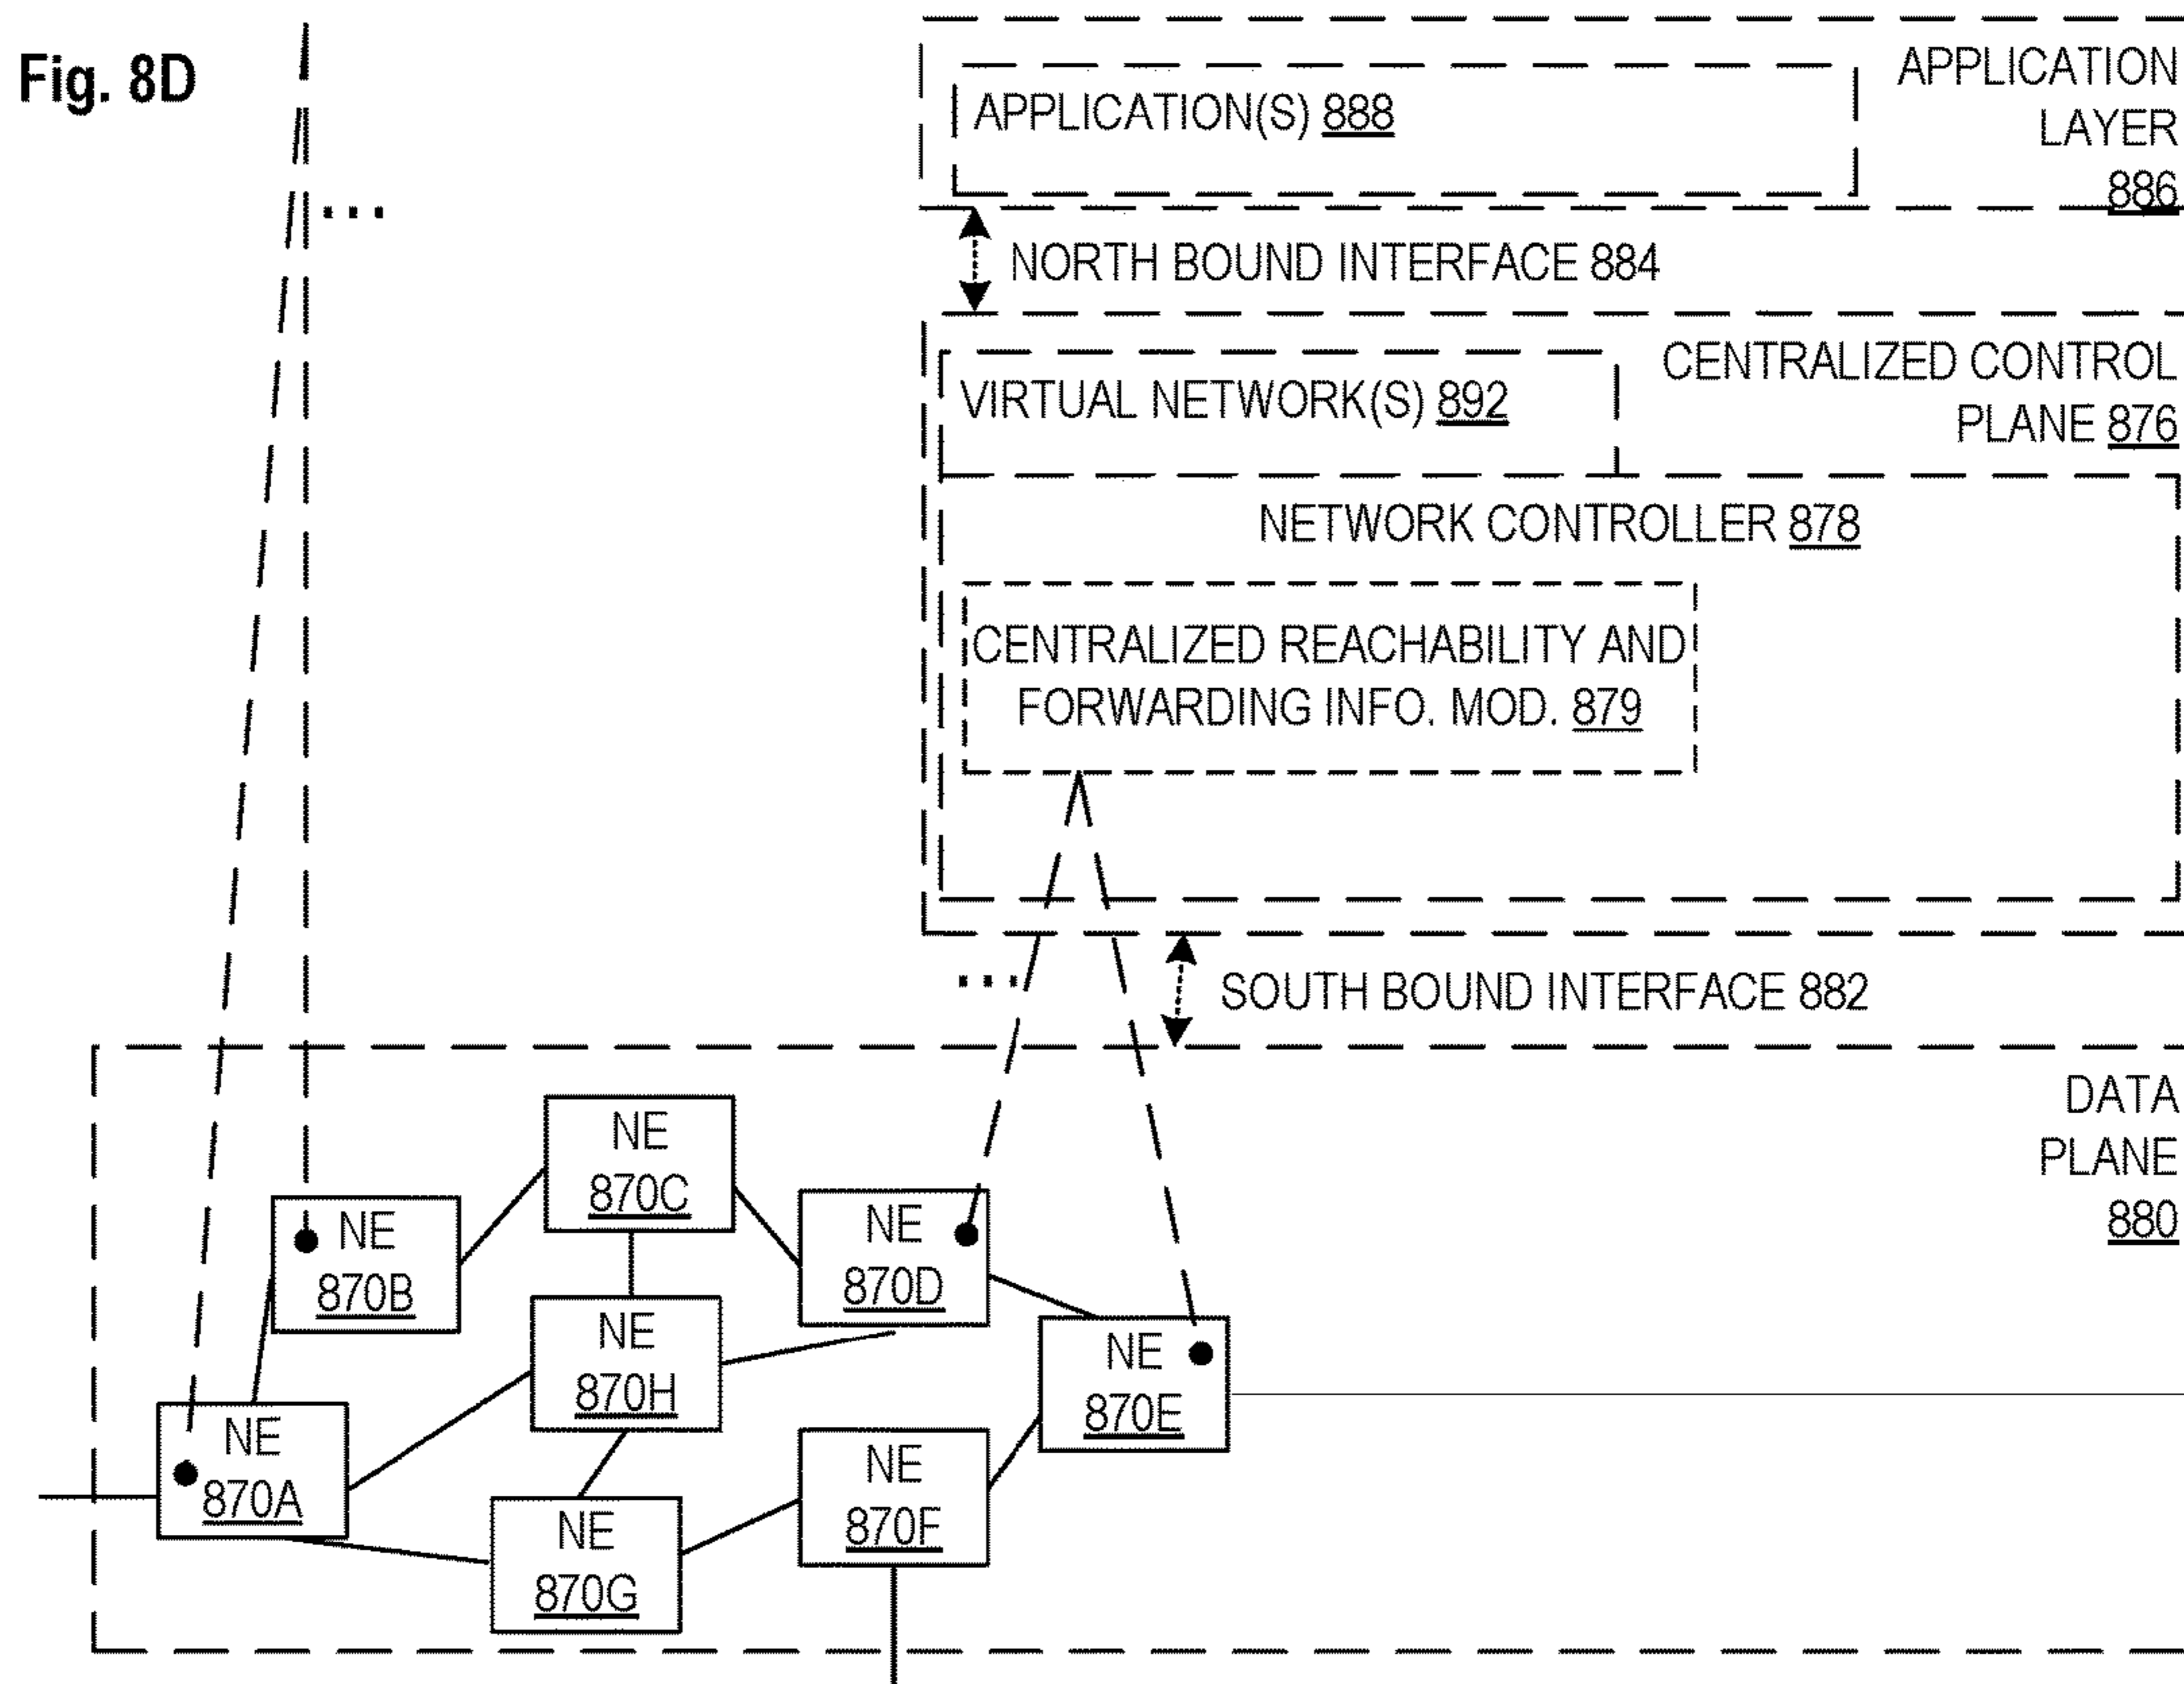 Fig. 8D
APPLICATION
LAYER
886
APPLICATION(S) 888
NORTH BOUND INTERFACE 884
CENTRALIZED CONTROL
PLANE 876
VIRTUAL NETWORK(S) 892
NETWORK CONTROLLER 878
CENTRALIZED REACHABILITY AND
FORWARDING INFO. MOD. 879
SOUTH BOUND INTERFACE 882
DATA
PLANE
880
NE
870C
NE
870B
NE
870D
NE
870H
NE
870E
NE
870A
NE
870F
NE
870G